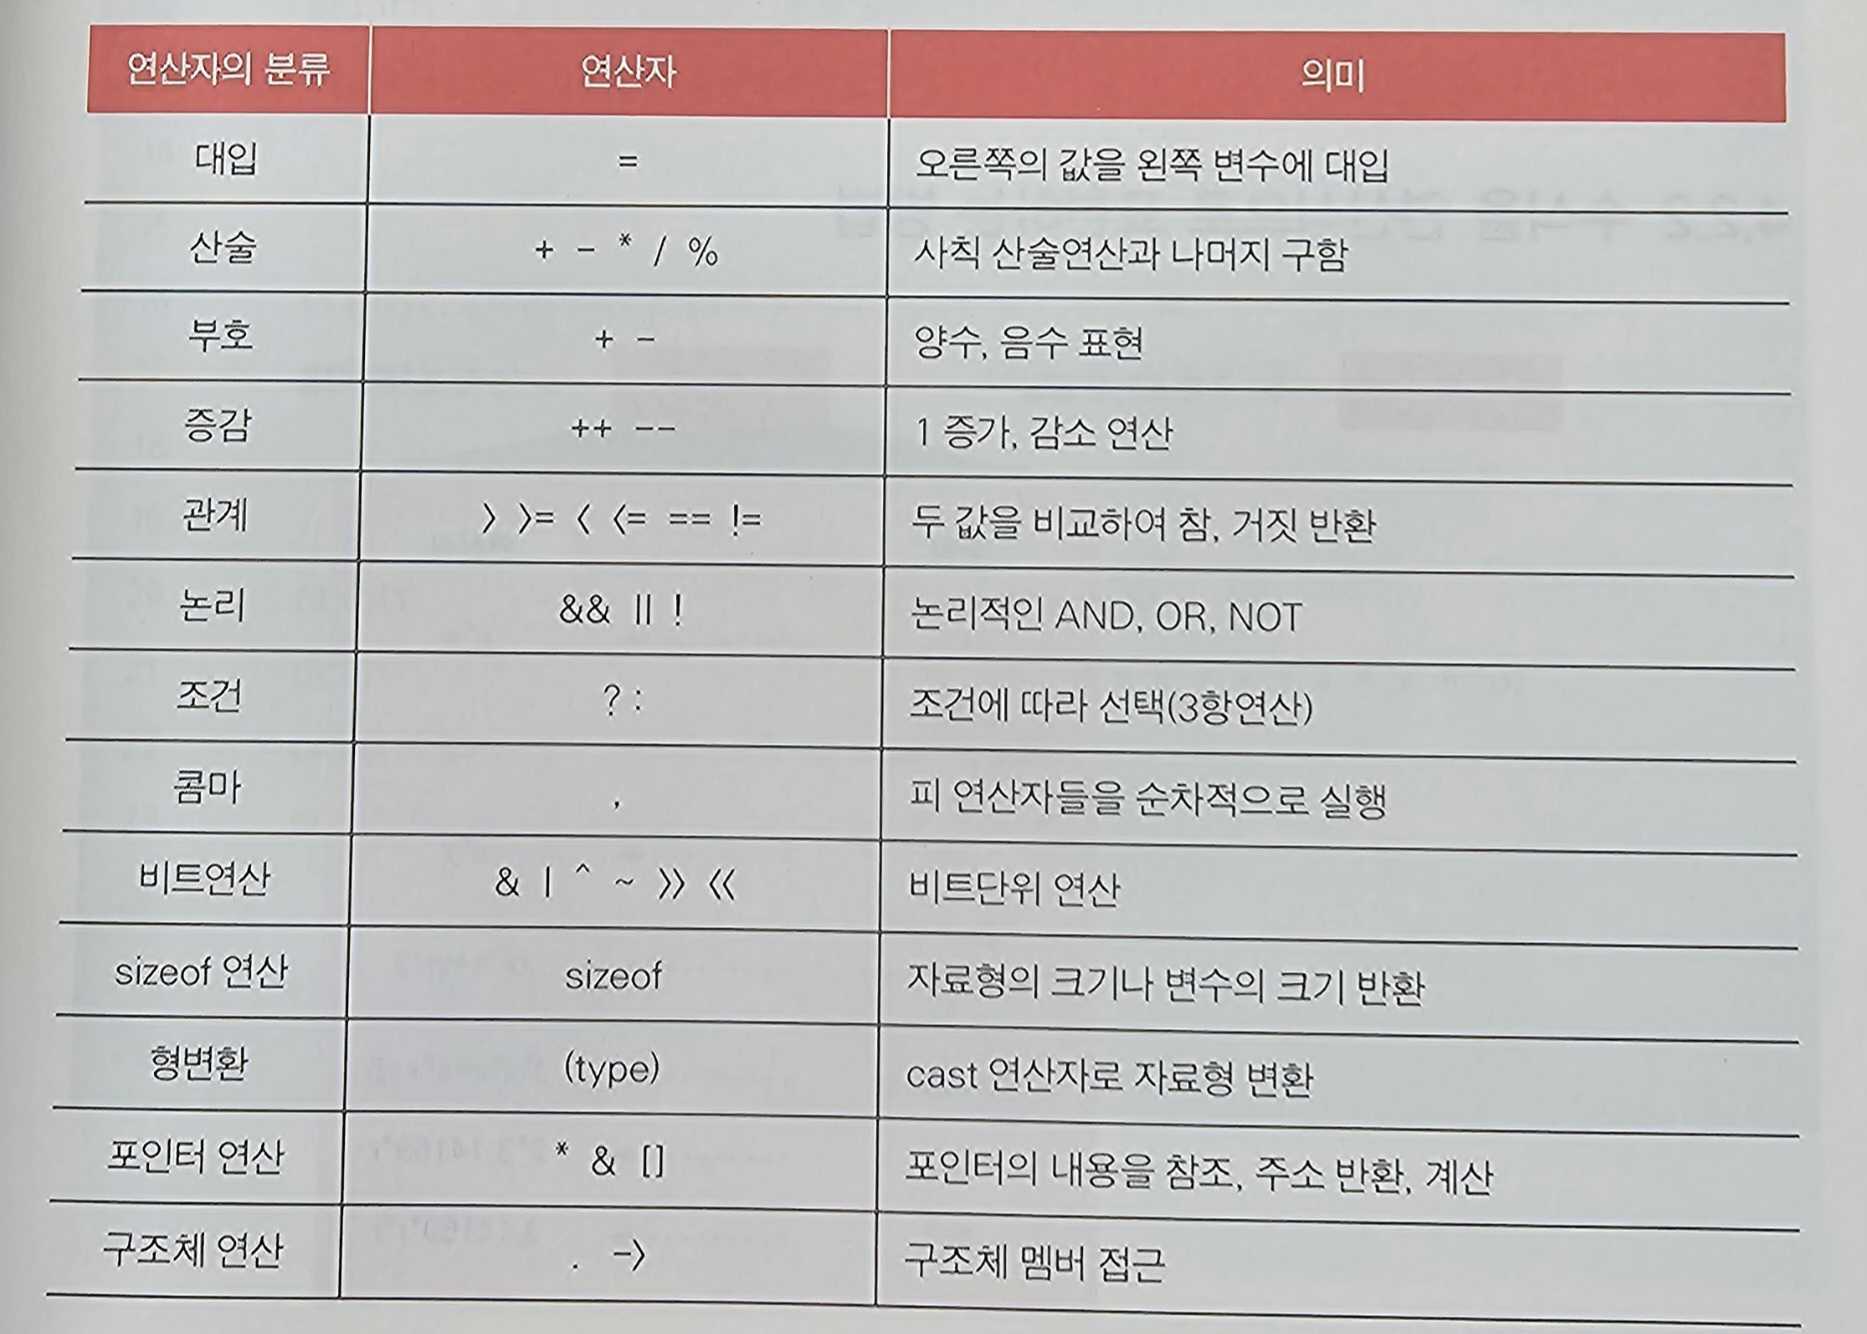 연산자의 분류 연산자 의미
대입 = 오른쪽의 값을 왼쪽 변수에 대입
산술 + - * / % 사칙 산술연산과 나머지 구함
부호 + - 양수, 음수 표현
증감 ++ -- 1 증가, 감소 연산
관계 > >= < <= == != 두 값을 비교하여 참, 거짓 반환
논리 && || ! 논리적인 AND, OR, NOT
조건 ? : 조건에 따라 선택(3항연산)
콤마 , 피 연산자들을 순차적으로 실행
비트연산 & | ^ ~ >> << 비트단위 연산
sizeof 연산 sizeof 자료형의 크기나 변수의 크기 반환
형변환 (type) cast 연산자로 자료형 변환
포인터 연산 * & [] 포인터의 내용을 참조, 주소 반환, 계산
구조체 연산 . -> 구조체 멤버 접근